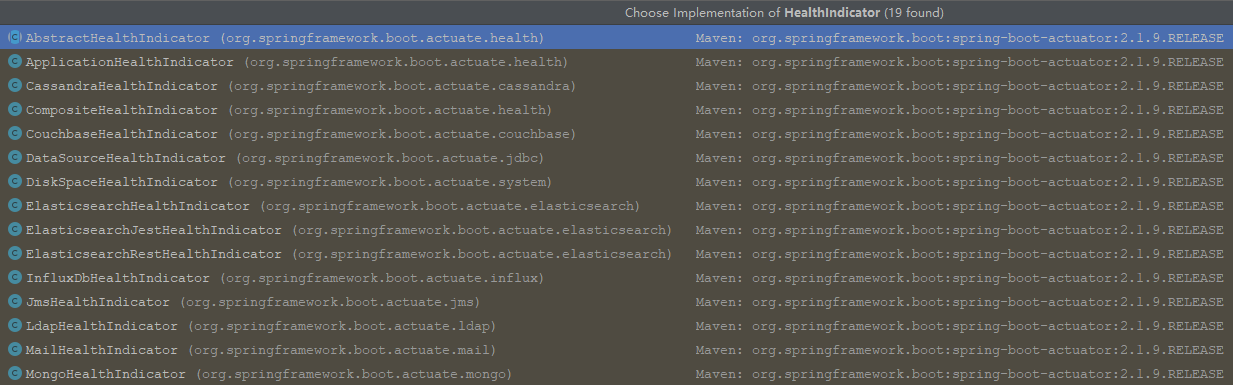 Choose Implementation of HealthIndicator (19 found)
AbstractHealthIndicator (org.springframework.boot.actuate.health) Maven: org.springframework.boot:spring-boot-actuator:2.1.9.RELEASE
ApplicationHealthIndicator (org.springframework.boot.actuate.health) Maven: org.springframework.boot:spring-boot-actuator:2.1.9.RELEASE
CassandraHealthIndicator (org.springframework.boot.actuate.cassandra) Maven: org.springframework.boot:spring-boot-actuator:2.1.9.RELEASE
CompositeHealthIndicator (org.springframework.boot.actuate.health) Maven: org.springframework.boot:spring-boot-actuator:2.1.9.RELEASE
CouchbaseHealthIndicator (org.springframework.boot.actuate.couchbase) Maven: org.springframework.boot:spring-boot-actuator:2.1.9.RELEASE
DataSourceHealthIndicator (org.springframework.boot.actuate.jdbc) Maven: org.springframework.boot:spring-boot-actuator:2.1.9.RELEASE
DiskSpaceHealthIndicator (org.springframework.boot.actuate.system) Maven: org.springframework.boot:spring-boot-actuator:2.1.9.RELEASE
ElasticsearchHealthIndicator (org.springframework.boot.actuate.elasticsearch) Maven: org.springframework.boot:spring-boot-actuator:2.1.9.RELEASE
ElasticsearchJestHealthIndicator (org.springframework.boot.actuate.elasticsearch) Maven: org.springframework.boot:spring-boot-actuator:2.1.9.RELEASE
ElasticsearchRestHealthIndicator (org.springframework.boot.actuate.elasticsearch) Maven: org.springframework.boot:spring-boot-actuator:2.1.9.RELEASE
InfluxDbHealthIndicator (org.springframework.boot.actuate.influx) Maven: org.springframework.boot:spring-boot-actuator:2.1.9.RELEASE
JmsHealthIndicator (org.springframework.boot.actuate.jms) Maven: org.springframework.boot:spring-boot-actuator:2.1.9.RELEASE
LdapHealthIndicator (org.springframework.boot.actuate.ldap) Maven: org.springframework.boot:spring-boot-actuator:2.1.9.RELEASE
MailHealthIndicator (org.springframework.boot.actuate.mail) Maven: org.springframework.boot:spring-boot-actuator:2.1.9.RELEASE
MongoHealthIndicator (org.springframework.boot.actuate.mongo) Maven: org.springframework.boot:spring-boot-actuator:2.1.9.RELEASE